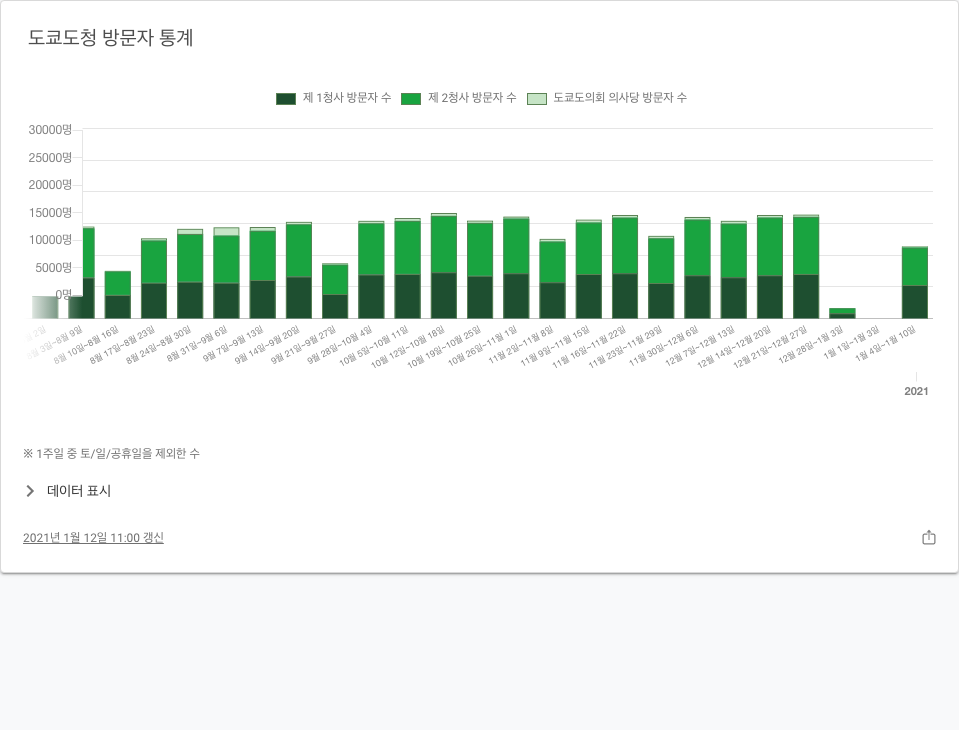 도쿄도청 방문자 통계
제 1청사 방문자 수 제 2청사 방문자 수 도쿄도의회 의사당 방문자 수
30000명
25000명
20000명
15000명
10000명
5000명
0명
8월 10일~8월 16일
8월 17일~8월 23일
8월 24일~8월 30일
8월 31일~9월 6일
9월 7일~9월 13일
9월 14일~9월 20일
9월 21일~9월 27일
9월 28일~10월 4일
10월 5일~10월 11일
10월 12일~10월 18일
10월 19일~10월 25일
10월 26일~11월 1일
11월 2일~11월 8일
11월 9일~11월 15일
11월 16일~11월 22일
11월 23일~11월 29일
11월 30일~12월 6일
12월 7일~12월 13일
12월 14일~12월 20일
12월 21일~12월 27일
12월 28일~1월 3일
1월 1일~1월 3일
1월 4일~1월 10일
2021
※ 1주일 중 토/일/공휴일을 제외한 수
데이터 표시
2021년 1월 12일 11:00 갱신